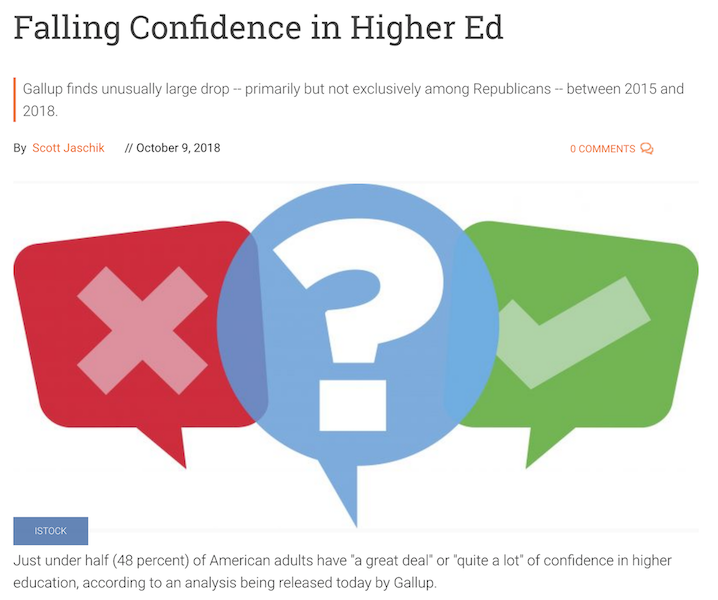 Falling Confidence in Higher Ed
Gallup finds unusually large drop -- primarily but not exclusively among Republicans -- between 2015 and
2018.
By Scott Jaschik // October 9, 2018 0 COMMENTS
?
ISTOCK
Just under half (48 percent) of American adults have "a great deal" or "quite a lot" of confidence in higher
education, according to an analysis being released today by Gallup.